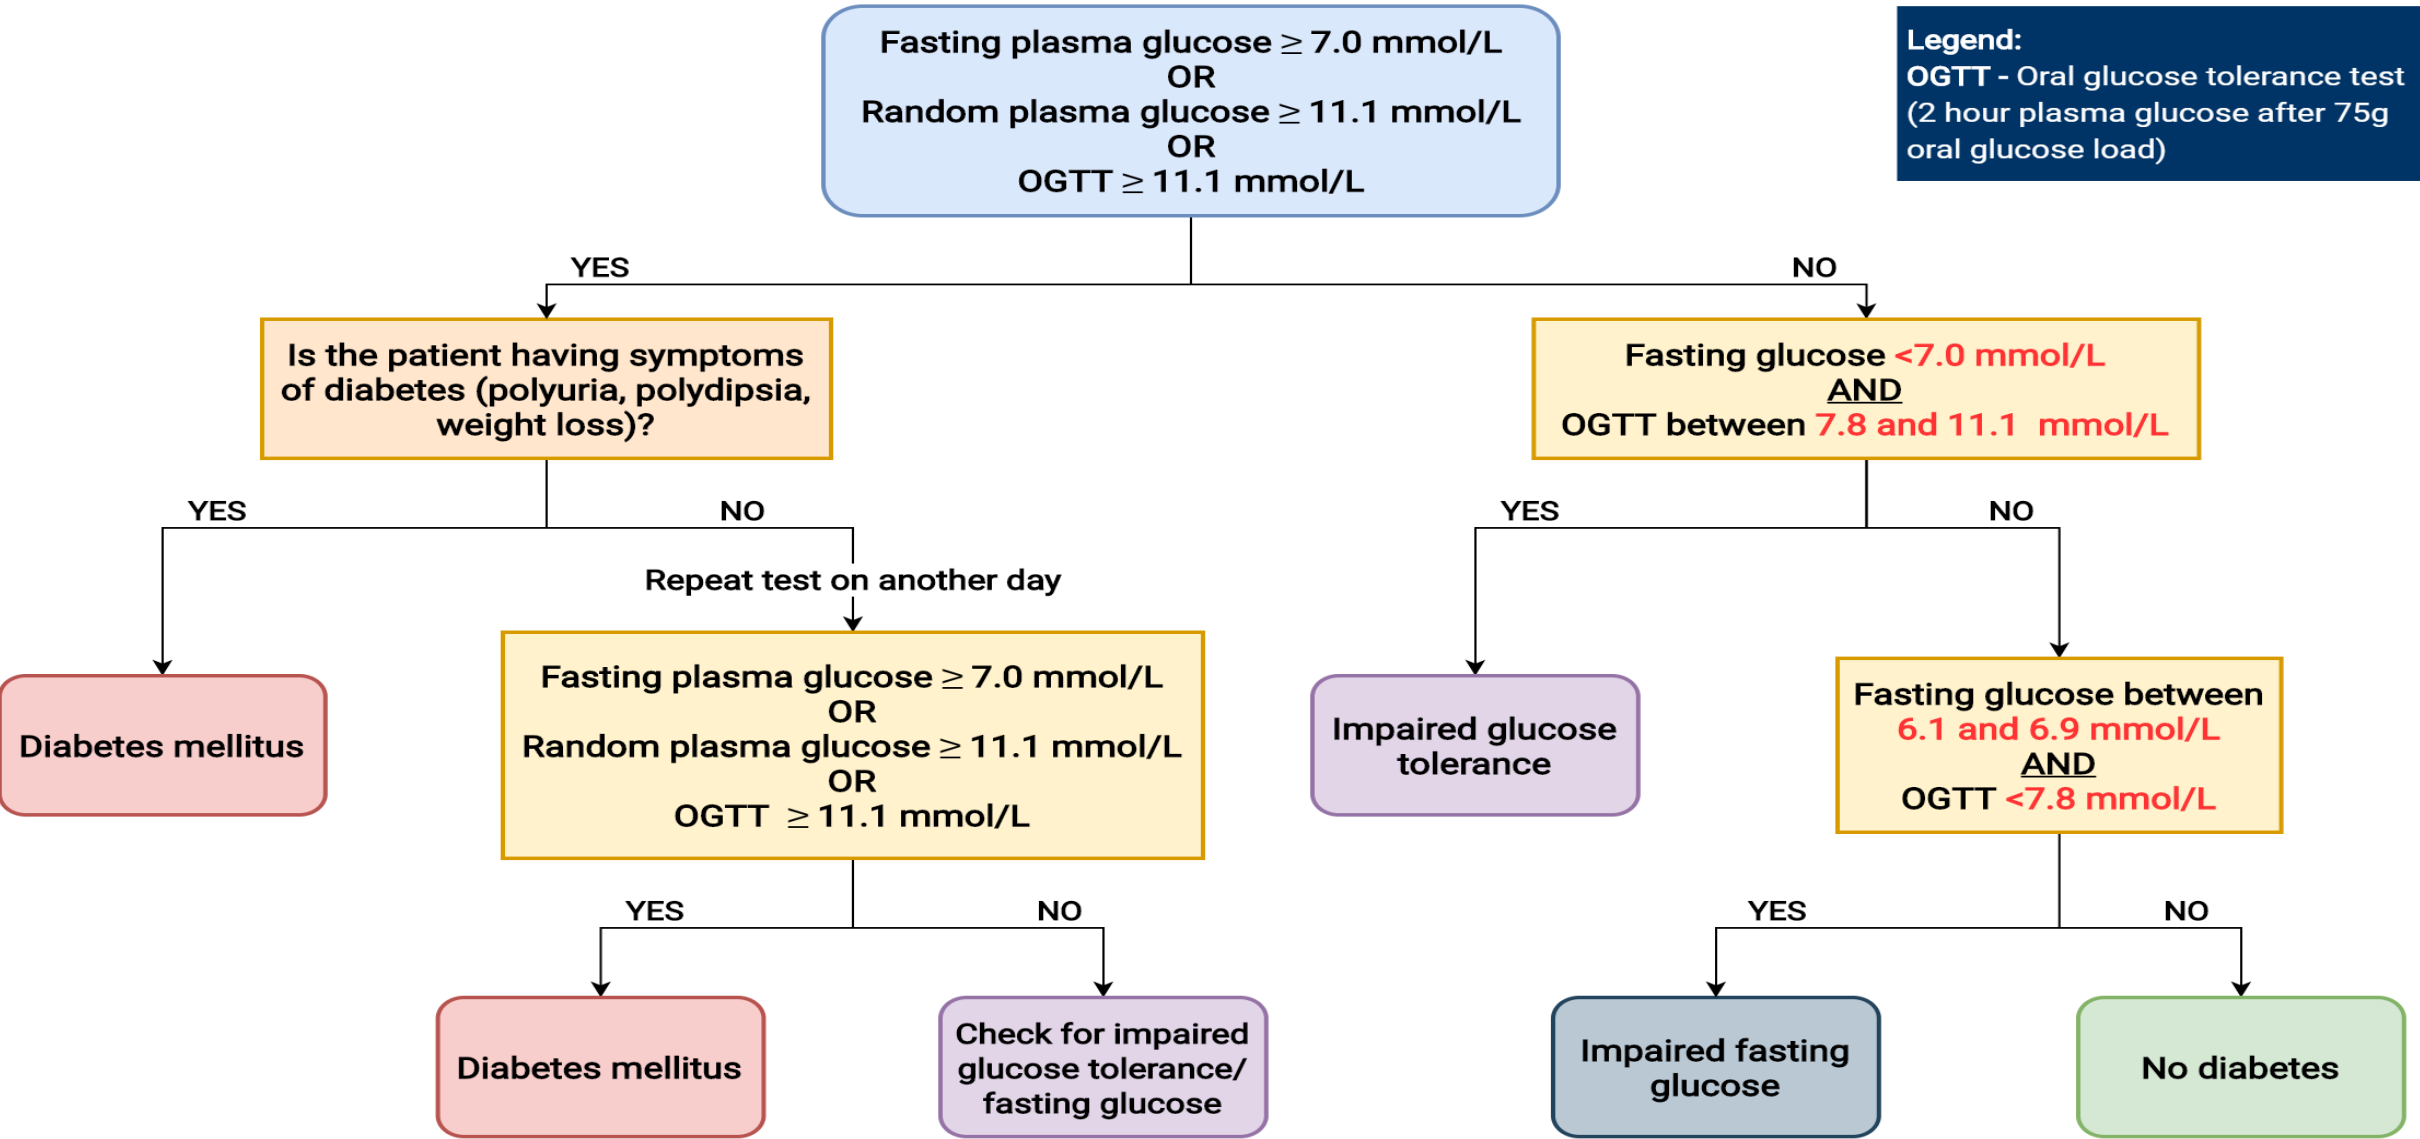 Fasting plasma glucose ≥ 7.0 mmol/L
OR
Random plasma glucose ≥ 11.1 mmol/L
OR
OGTT ≥ 11.1 mmol/L
Legend:
OGTT - Oral glucose tolerance test
(2 hour plasma glucose after 75g
oral glucose load)
YES
NO
Is the patient having symptoms
of diabetes (polyuria, polydipsia,
weight loss)?
Fasting glucose <7.0 mmol/L
AND
OGTT between 7.8 and 11.1 mmol/L
YES
NO
YES
NO
Repeat test on another day
Diabetes mellitus
Fasting plasma glucose ≥ 7.0 mmol/L
OR
Random plasma glucose ≥ 11.1 mmol/L
OR
OGTT ≥ 11.1 mmol/L
Impaired glucose
tolerance
Fasting glucose between
6.1 and 6.9 mmol/L
AND
OGTT <7.8 mmol/L
YES
NO
YES
NO
Diabetes mellitus
Check for impaired
glucose tolerance/
fasting glucose
Impaired fasting
glucose
No diabetes